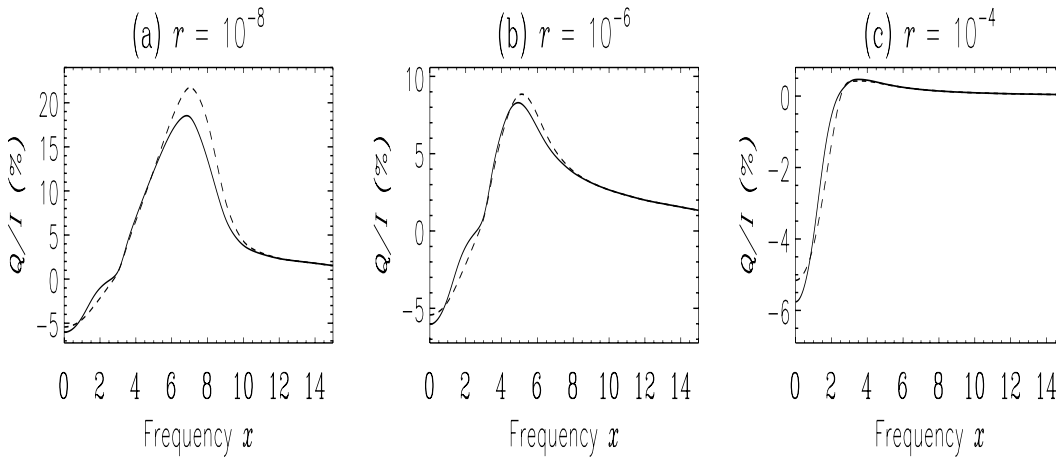 (a) r = 10⁻⁸
(b) r = 10⁻⁶
(c) r = 10⁻⁴
Q/I (%)
20
15
10
5
0
−5
0 2 4 6 8 10 12 14
Frequency x
Q/I (%)
10
5
0
−5
0 2 4 6 8 10 12 14
Frequency x
Q/I (%)
0
−2
−4
−6
0 2 4 6 8 10 12 14
Frequency x